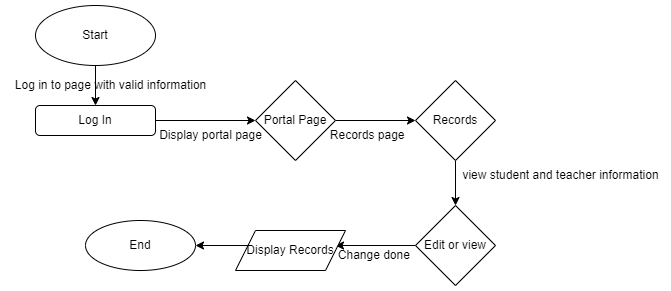 Start
Log in to page with valid information
Log In
Display portal page
Portal Page
Records page
Records
view student and teacher information
Edit or view
Change done
Display Records
End